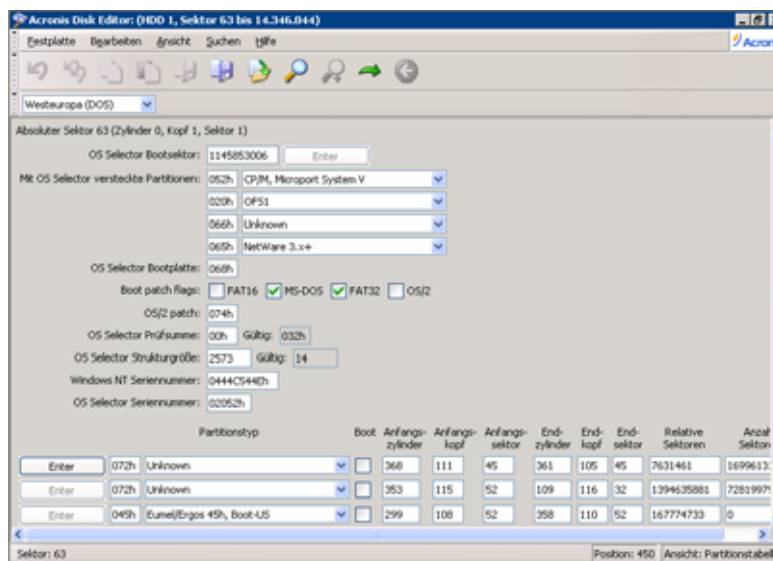 Acronis Disk Editor: (HDD 1, Sektor 63 bis 14.346.044)
Festplatte Bearbeiten Ansicht Suchen Hilfe
Acron
Westeuropa (DOS)
Absoluter Sektor 63 (Zylinder 0, Kopf 1, Sektor 1)
OS Selector Bootsektor: 1145853006 Enter
Mit OS Selector versteckte Partitionen: 052h CP/M, Microport System V
020h OFS1
066h Unknown
065h NetWare 3.x+
OS Selector Bootplatte: 068h
Boot patch flags: FAT16 MS-DOS FAT32 OS/2
OS/2 patch: 074h
OS Selector Prüfsumme: 00h Gültig: 032h
OS Selector Strukturgröße: 2573 Gültig: 14
Windows NT Seriennummer: 0444C544Eh
OS Selector Seriennummer: 02052h
Partitionstyp Boot Anfangs-zylinder Anfangs-kopf Anfangs-sektor End-zylinder End-kopf End-sektor Relative Sektoren Anzahl Sektor
Enter 072h Unknown 368 111 45 361 105 45 7631461
Enter 072h Unknown 353 115 52 109 116 32 1394635881
Enter 045h Eumel/Ergos 45h, Boot-US 299 108 52 358 110 52 167774733 0
Sektor: 63 Position: 450 Ansicht: Partitionstabell